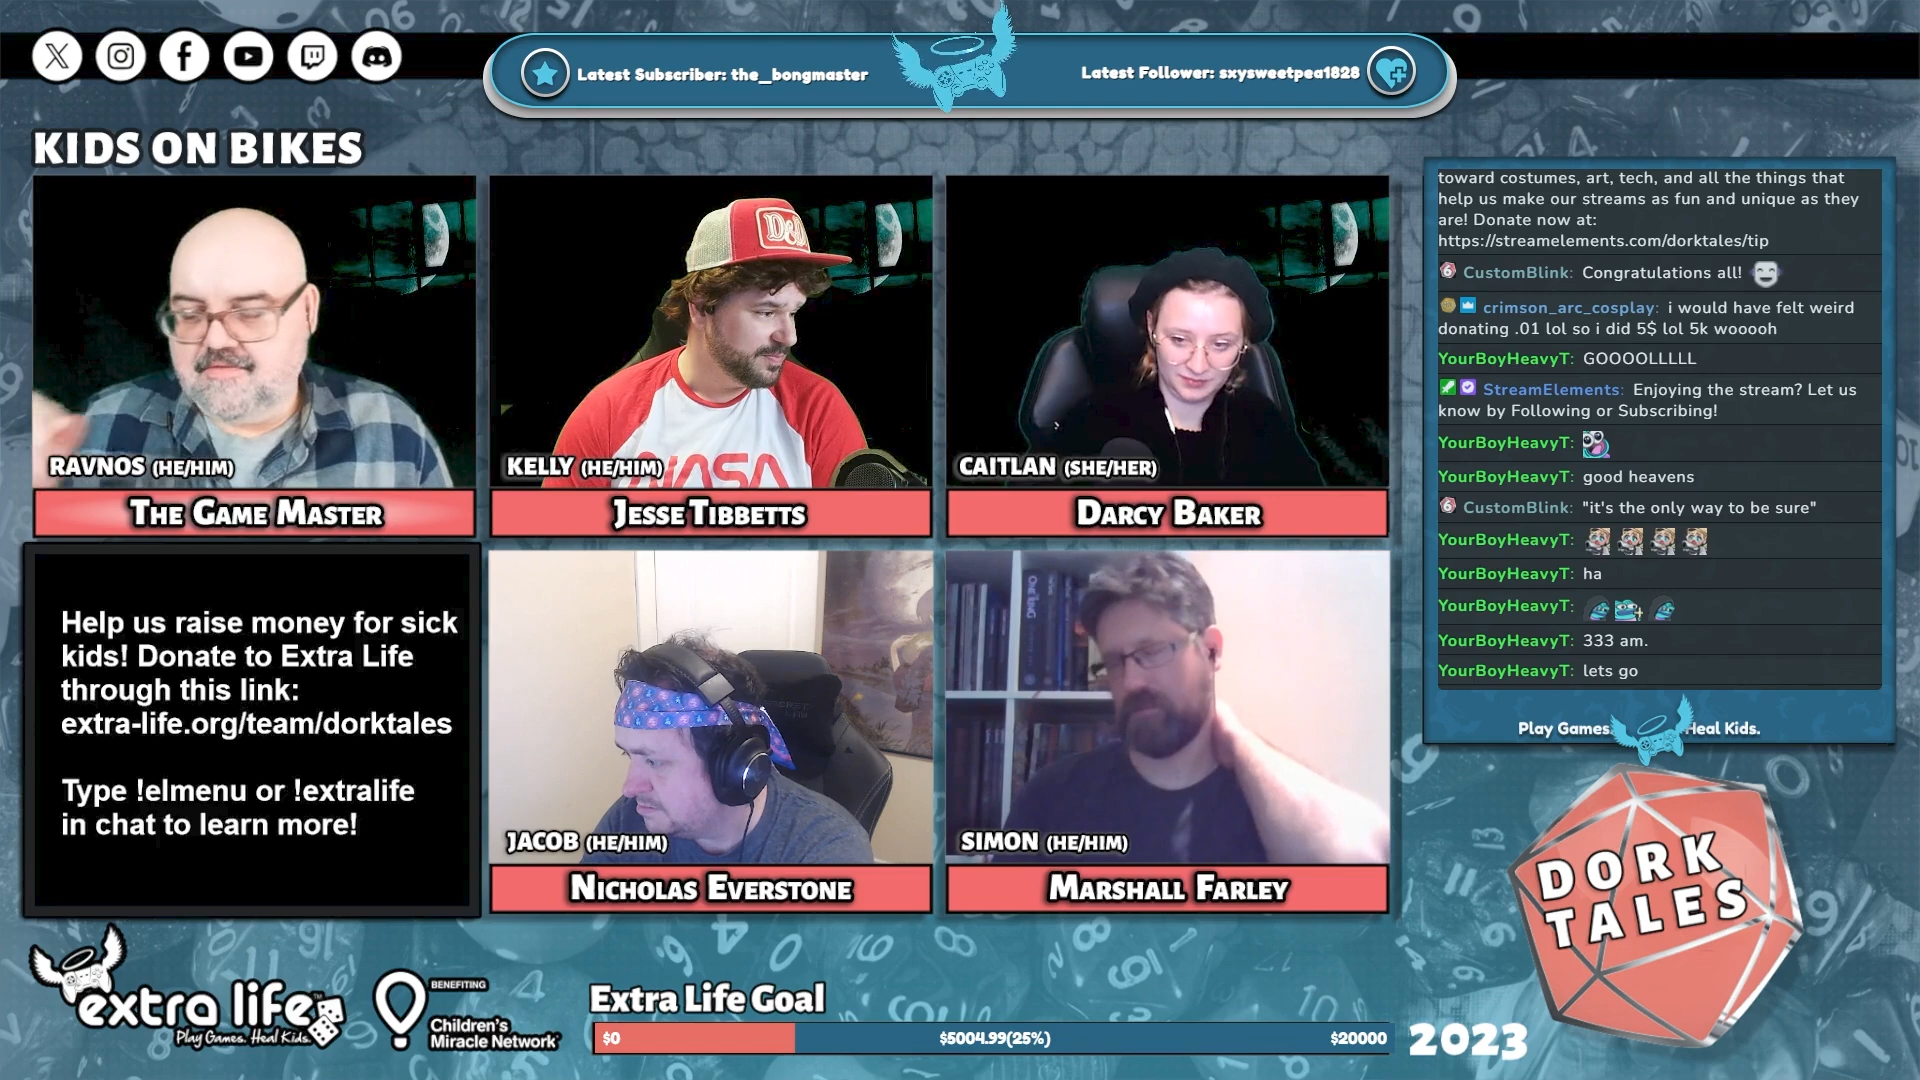 Latest Subscriber: the_bongmaster
Latest Follower: sxysweetpea1828
KIDS ON BIKES
D&D
NASA
RAVNOS (HE/HIM)
THE GAME MASTER
KELLY (HE/HIM)
JESSE TIBBETTS
CAITLAN (SHE/HER)
DARCY BAKER
Help us raise money for sick
kids! Donate to Extra Life
through this link:
extra-life.org/team/dorktales
Type !elmenu or !extralife
in chat to learn more!
JACOB (HE/HIM)
NICHOLAS EVERSTONE
SIMON (HE/HIM)
MARSHALL FARLEY
toward costumes, art, tech, and all the things that
help us make our streams as fun and unique as they
are! Donate now at:
https://streamelements.com/dorktales/tip
CustomBlink: Congratulations all!
crimson_arc_cosplay: i would have felt weird
donating .01 lol so i did 5$ lol 5k wooooh
YourBoyHeavyT: GOOOOLLLLL
StreamElements: Enjoying the stream? Let us
know by Following or Subscribing!
YourBoyHeavyT:
YourBoyHeavyT: good heavens
CustomBlink: "it's the only way to be sure"
YourBoyHeavyT:
YourBoyHeavyT: ha
YourBoyHeavyT:
YourBoyHeavyT: 333 am.
YourBoyHeavyT: lets go
Play Games. Heal Kids.
DORK
TALES
extra life™
Play Games. Heal Kids.
BENEFITING
Children's
Miracle Network
Extra Life Goal
$0
$5004.99(25%)
$20000
2023